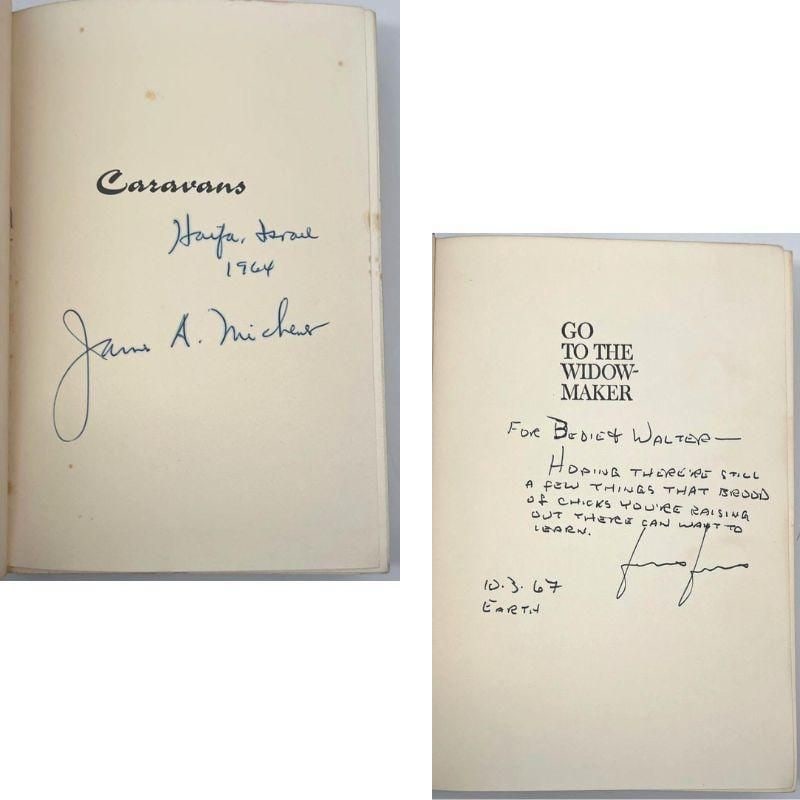 Caravans
Haifa, Israel
1964
James A. Michener
GO
TO THE
WIDOW-
MAKER
FOR BEDIE & WALTER—
HOPING THERE'RE STILL
A FEW THINGS THAT BROOD
OF CHICKS YOU'RE RAISING
OUT THERE CAN WANT TO
LEARN.
10.3.67
EARTH